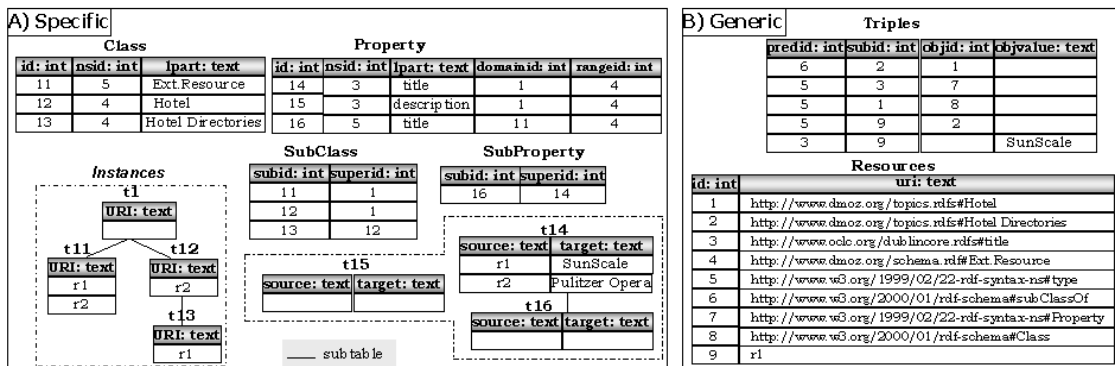 A) Specific
Class
id: int nsid: int lpart: text
11 5 Ext.Resource
12 4 Hotel
13 4 Hotel Directories
Property
id: int nsid: int lpart: text domainid: int rangeid: int
14 3 title 1 4
15 3 description 1 4
16 5 title 11 4
SubClass
subid: int superid: int
11 1
12 1
13 12
SubProperty
subid: int superid: int
16 14
Instances
t1
URI: text
t11 t12
URI: text URI: text
r1 r2
r2
t13
URI: text
r1
t15
source: text target: text
t14
source: text target: text
r1 SunScale
r2 Pulitzer Opera
t16
source: text target: text
subtable
B) Generic
Triples
predid: int subid: int objid: int objvalue: text
6 2 1
5 3 7
5 1 8
5 9 2
3 9 SunScale
Resources
id: int uri: text
1 http://www.dmoz.org/topics.rdfs#Hotel
2 http://www.dmoz.org/topics.rdfs#Hotel Directories
3 http://www.oclc.org/dublincore.rdfs#title
4 http://www.dmoz.org/schema.rdf#Ext.Resource
5 http://www.w3.org/1999/02/22-rdf-syntax-ns#type
6 http://www.w3.org/2000/01/rdf-schema#subClassOf
7 http://www.w3.org/1999/02/22-rdf-syntax-ns#Property
8 http://www.w3.org/2000/01/rdf-schema#Class
9 r1